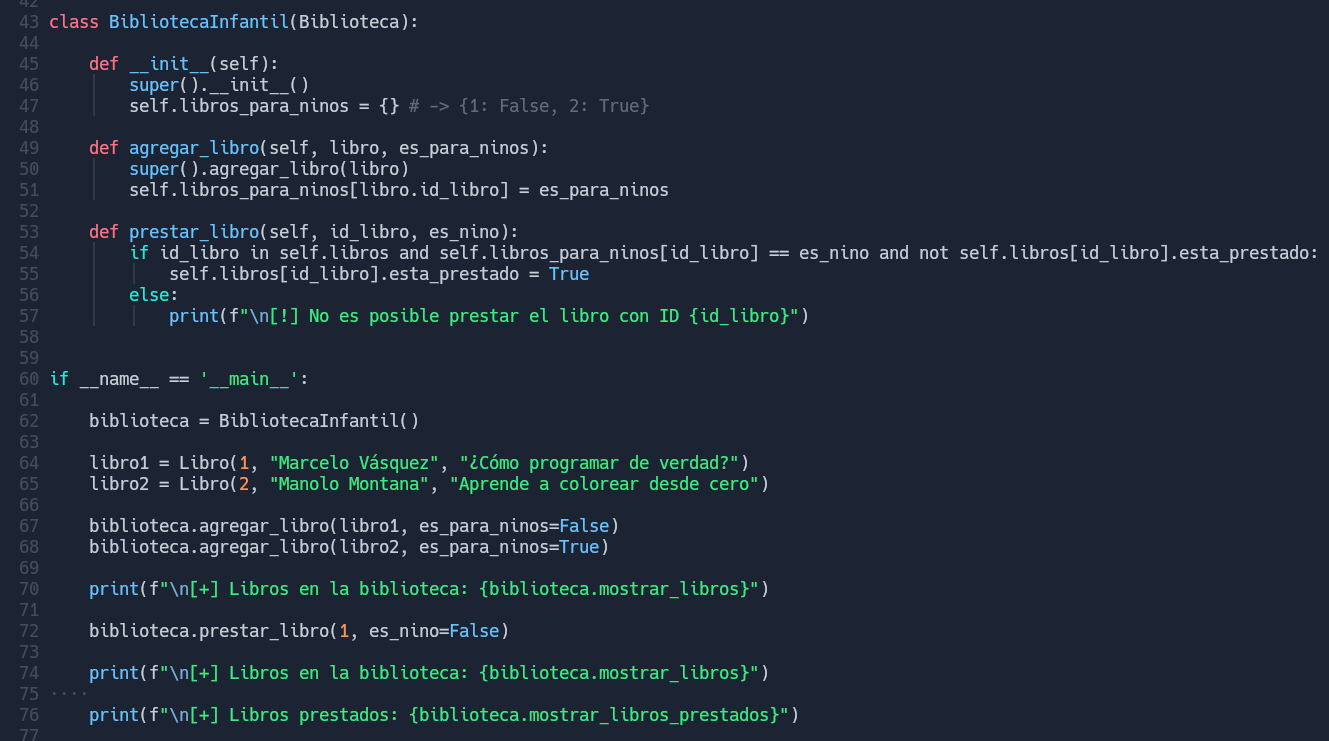 42
43 class BibliotecaInfantil(Biblioteca):
44
45     def __init__(self):
46         super().__init__()
47         self.libros_para_ninos = {} # -> {1: False, 2: True}
48
49     def agregar_libro(self, libro, es_para_ninos):
50         super().agregar_libro(libro)
51         self.libros_para_ninos[libro.id_libro] = es_para_ninos
52
53     def prestar_libro(self, id_libro, es_nino):
54         if id_libro in self.libros and self.libros_para_ninos[id_libro] == es_nino and not self.libros[id_libro].esta_prestado:
55             self.libros[id_libro].esta_prestado = True
56         else:
57             print(f"\n[!] No es posible prestar el libro con ID {id_libro}")
58
59
60 if __name__ == '__main__':
61
62     biblioteca = BibliotecaInfantil()
63
64     libro1 = Libro(1, "Marcelo Vásquez", "¿Cómo programar de verdad?")
65     libro2 = Libro(2, "Manolo Montana", "Aprende a colorear desde cero")
66
67     biblioteca.agregar_libro(libro1, es_para_ninos=False)
68     biblioteca.agregar_libro(libro2, es_para_ninos=True)
69
70     print(f"\n[+] Libros en la biblioteca: {biblioteca.mostrar_libros}")
71
72     biblioteca.prestar_libro(1, es_nino=False)
73
74     print(f"\n[+] Libros en la biblioteca: {biblioteca.mostrar_libros}")
75 ····
76     print(f"\n[+] Libros prestados: {biblioteca.mostrar_libros_prestados}")
77